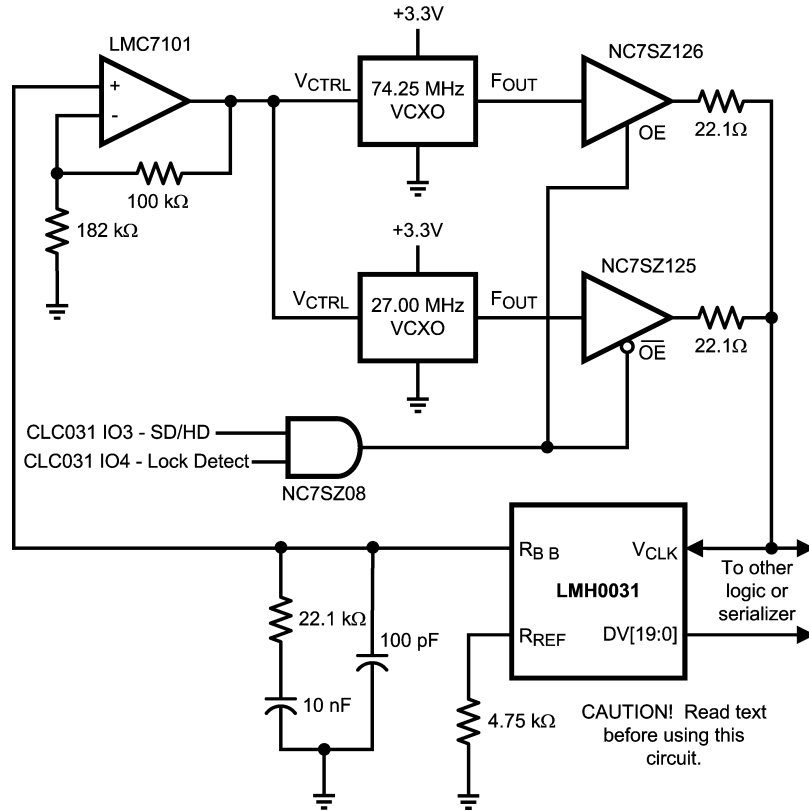 +3.3V
LMC7101
NC7SZ126
+
-
VCTRL
74.25 MHz
VCXO
FOUT
OE
22.1Ω
100 kΩ
182 kΩ
+3.3V
NC7SZ125
VCTRL
27.00 MHz
VCXO
FOUT
OE
22.1Ω
CLC031 IO3 - SD/HD
CLC031 IO4 - Lock Detect
NC7SZ08
RB B
VCLK
LMH0031
To other
logic or
serializer
22.1 kΩ
100 pF
RREF
DV[19:0]
10 nF
4.75 kΩ
CAUTION! Read text
before using this
circuit.